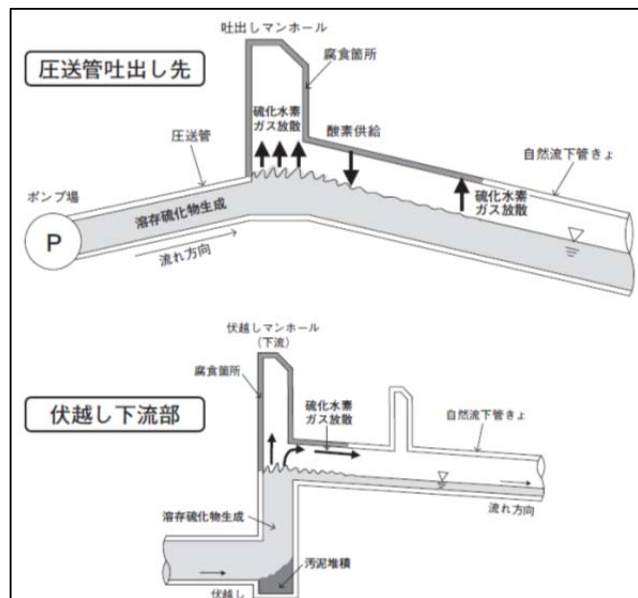 圧送管吐出し先
吐出しマンホール
腐食箇所
硫化水素
ガス放散
酸素供給
圧送管
自然流下管きょ
ポンプ場
P
溶存硫化物生成
流れ方向
硫化水素
ガス放散
伏越し下流部
伏越しマンホール
（下流）
腐食箇所
硫化水素
ガス放散
自然流下管きょ
溶存硫化物生成
流れ方向
汚泥堆積
伏越し